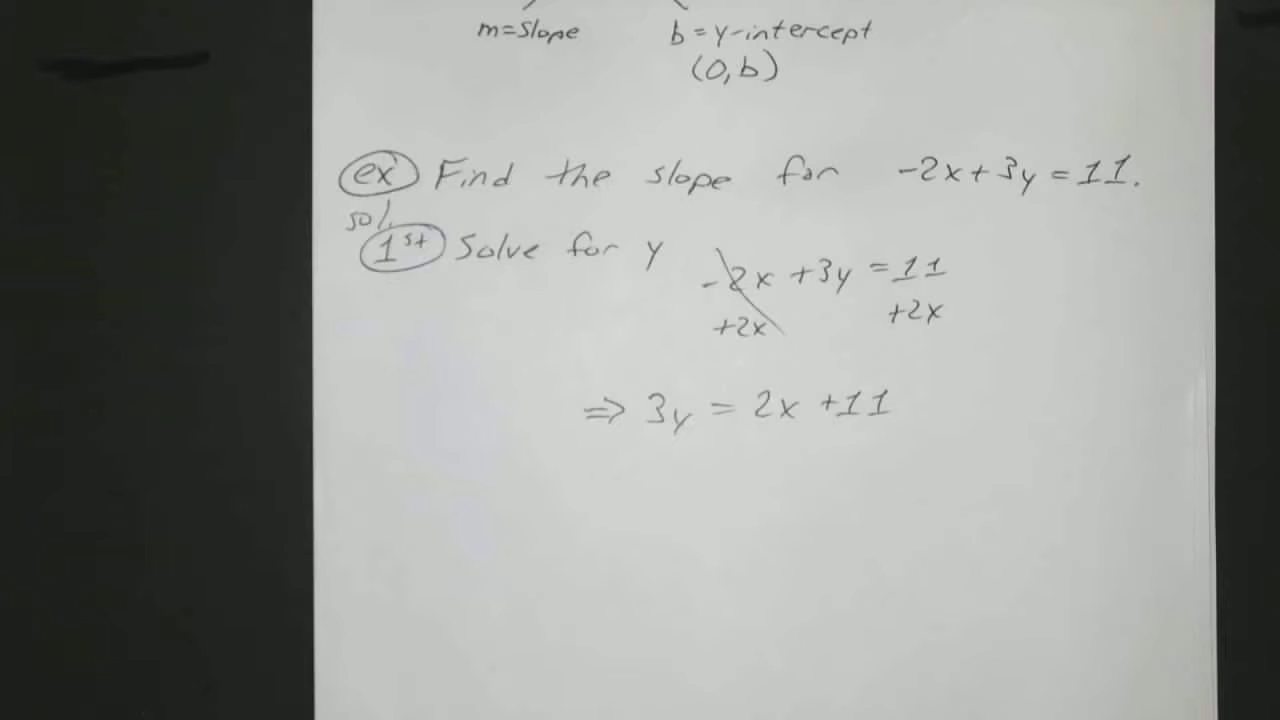 m=slope b=y-intercept
(0,b)
ex Find the slope for -2x+3y=11.
sol.
1st Solve for y
-2x+3y=11
+2x +2x
⇒ 3y = 2x +11